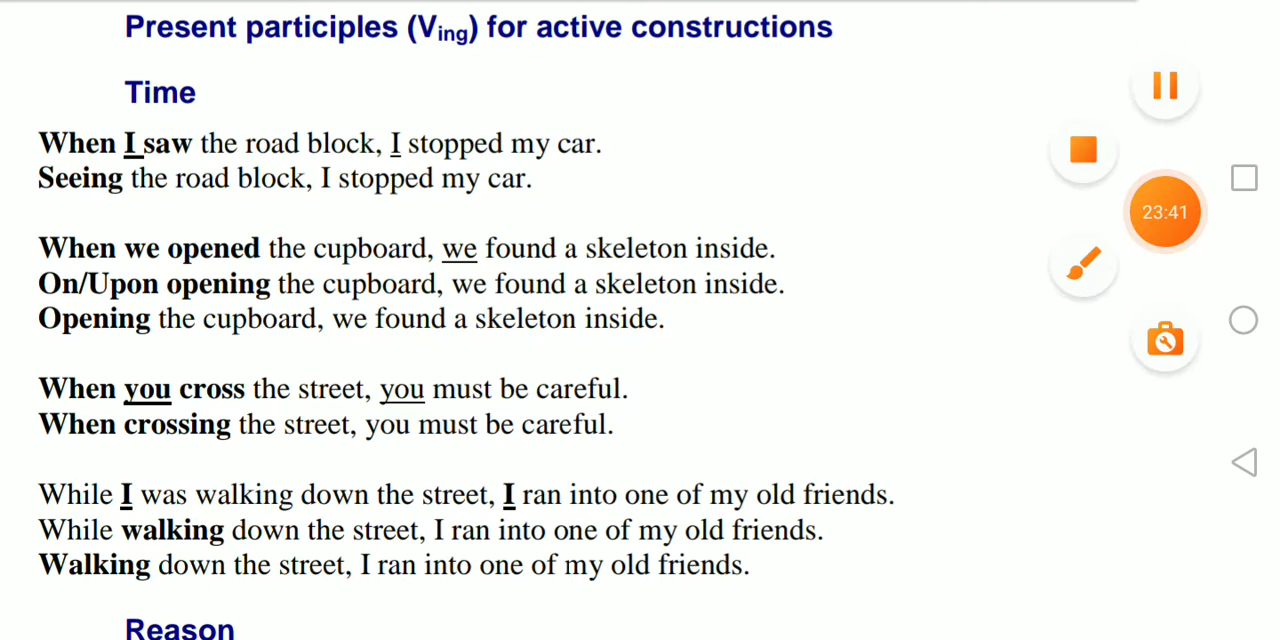 Present participles (Ving) for active constructions
Time
When I saw the road block, I stopped my car.
Seeing the road block, I stopped my car.
When we opened the cupboard, we found a skeleton inside.
On/Upon opening the cupboard, we found a skeleton inside.
Opening the cupboard, we found a skeleton inside.
When you cross the street, you must be careful.
When crossing the street, you must be careful.
While I was walking down the street, I ran into one of my old friends.
While walking down the street, I ran into one of my old friends.
Walking down the street, I ran into one of my old friends.
Reason
23:41